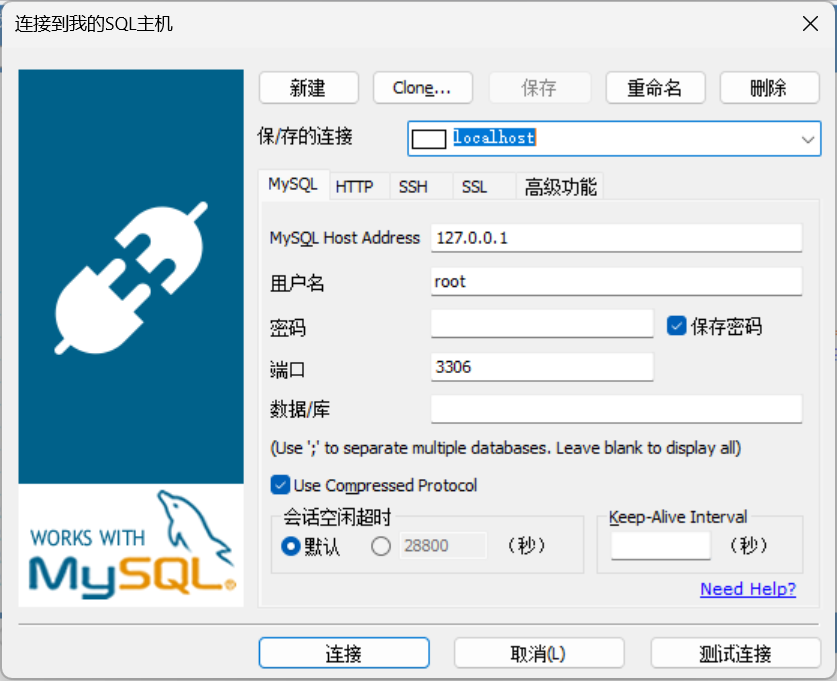 连接到我的SQL主机
新建 Clone... 保存 重命名 删除
保/存的连接 localhost
MySQL HTTP SSH SSL 高级功能
MySQL Host Address 127.0.0.1
用户名 root
密码 保存密码
端口 3306
数据/库
(Use ';' to separate multiple databases. Leave blank to display all)
Use Compressed Protocol
会话空闲超时 Keep-Alive Interval
默认 28800 (秒) (秒)
Need Help?
WORKS WITH
MySQL®
连接 取消(L) 测试连接